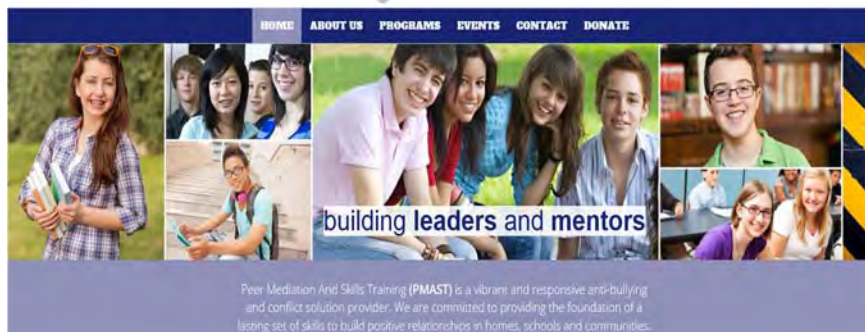 HOME ABOUT US PROGRAMS EVENTS CONTACT DONATE
building leaders and mentors
Peer Mediation And Skills Training (PMAST) is a vibrant and responsive anti-bullying
and conflict solution provider. We are committed to providing the foundation of a
lasting set of skills to build positive relationships in homes, schools and communities.